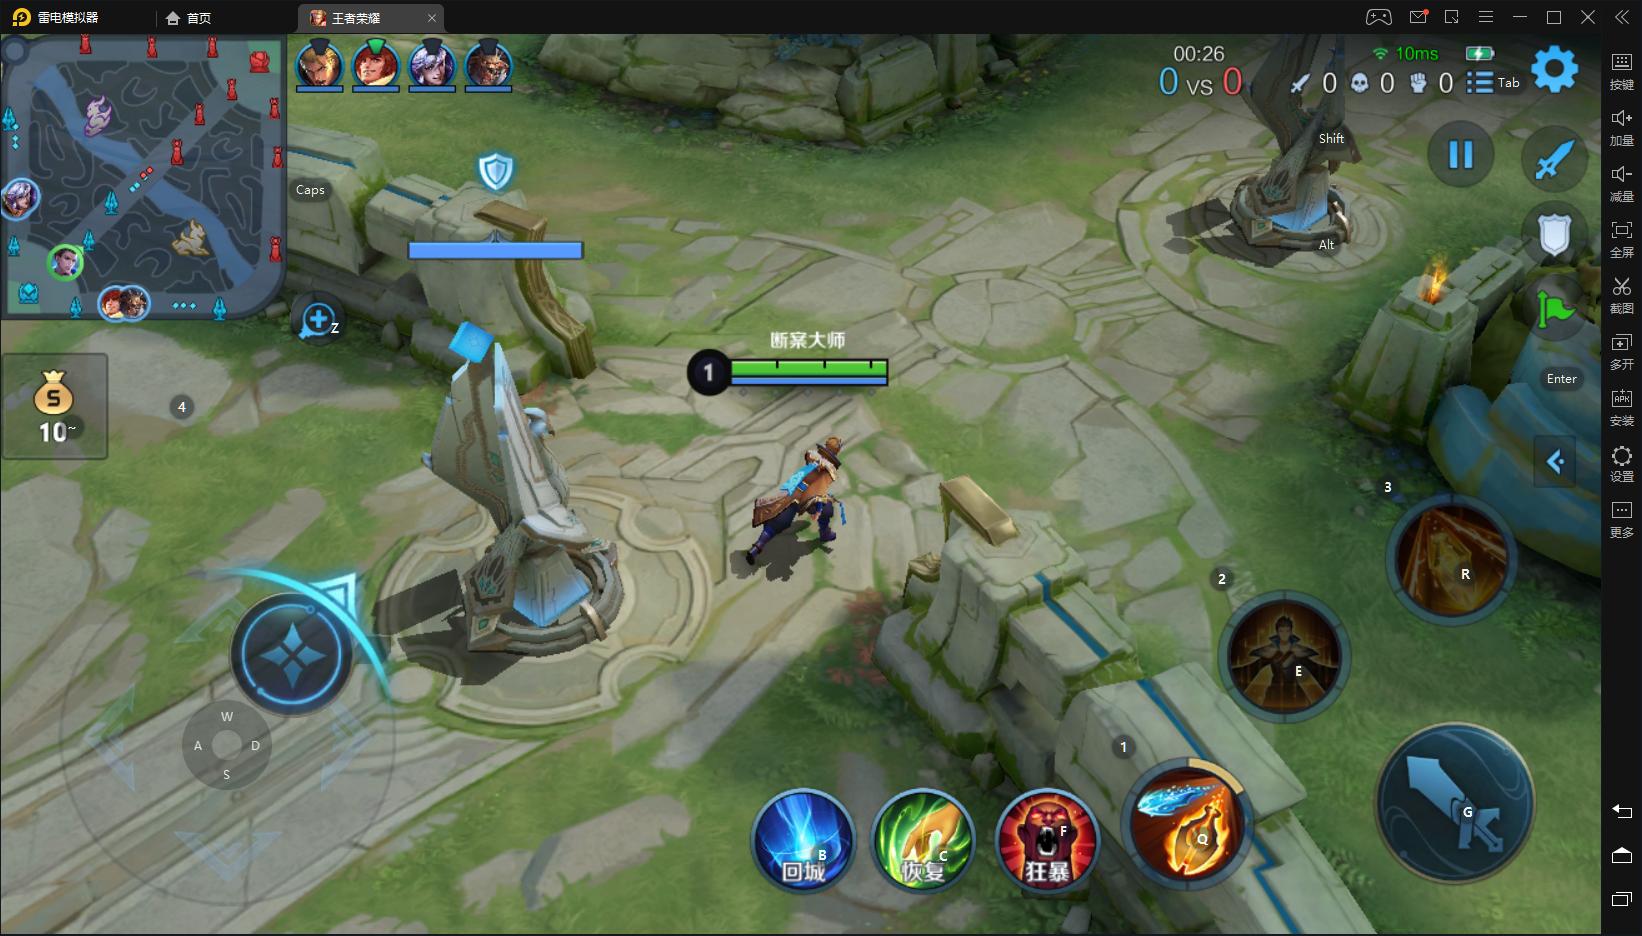 雷电模拟器
首页
王者荣耀
00:26
10ms
0 VS 0
0
0
0
Tab
按键
加量
减量
全屏
截图
多开
安装
设置
更多
Shift
Caps
Alt
Z
断案大师
1
Enter
S
10~
4
3
R
2
E
W
A
D
S
1
Q
G
B
回城
C
恢复
F
狂暴
APK